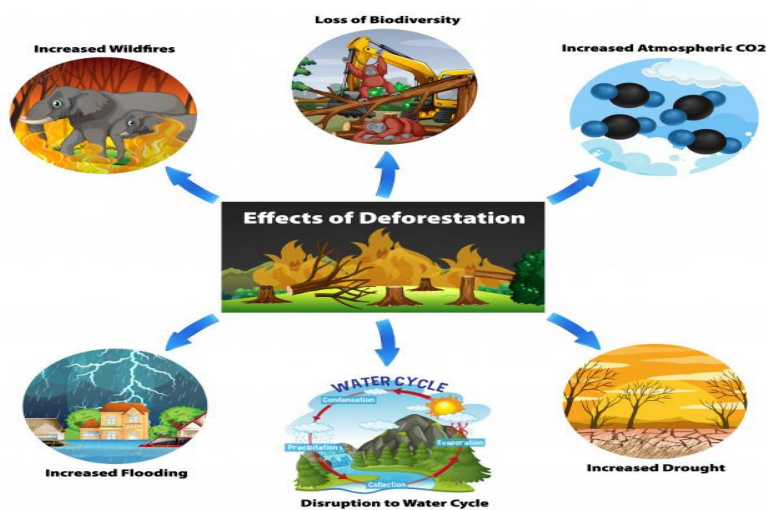 Loss of Biodiversity
Increased Wildfires
Increased Atmospheric CO2
Effects of Deforestation
WATER CYCLE
Condensation
Pracipitation
Evaporation
Collection
Increased Flooding
Increased Drought
Disruption to Water Cycle